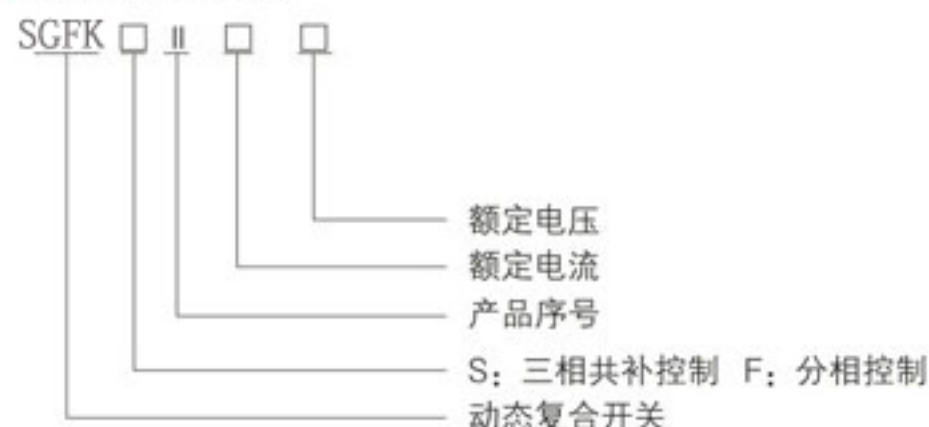 SGFK □ Ⅱ □ □
额定电压
额定电流
产品序号
S：三相共补控制 F：分相控制
动态复合开关